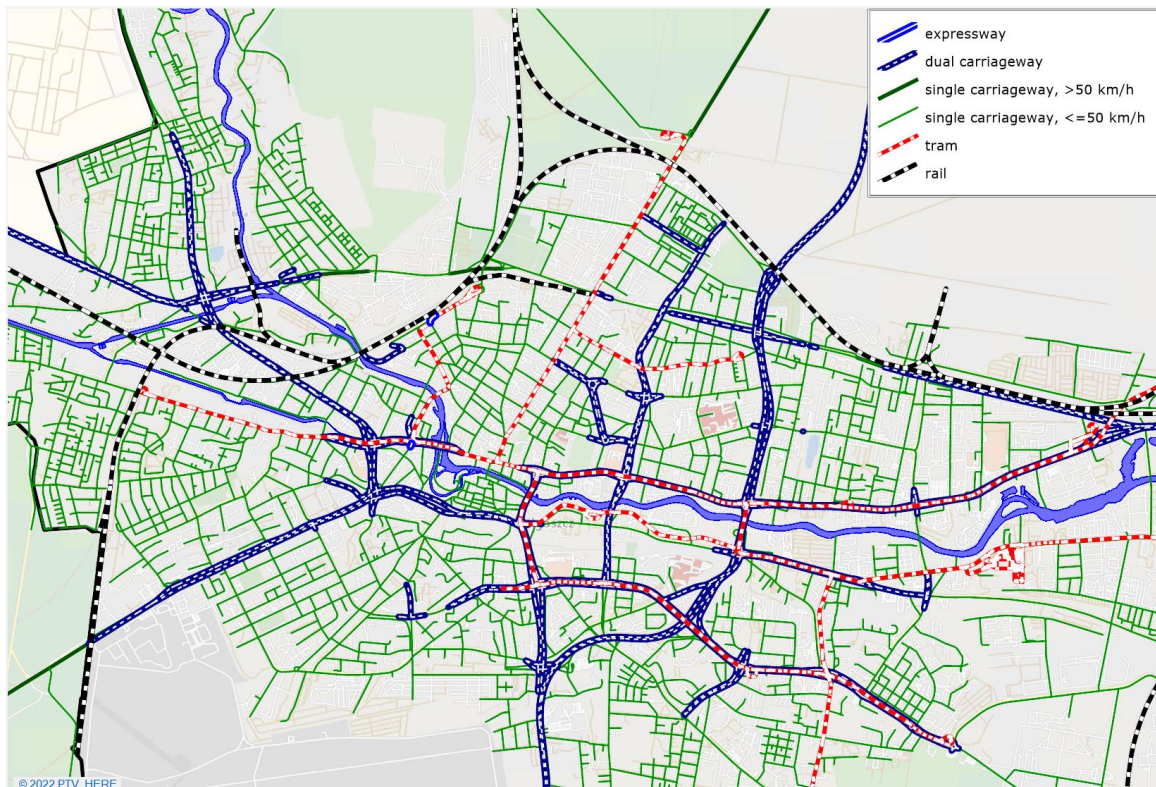 expressway
dual carriageway
single carriageway, >50 km/h
single carriageway, <=50 km/h
tram
rail
© 2022 PTV, HERE